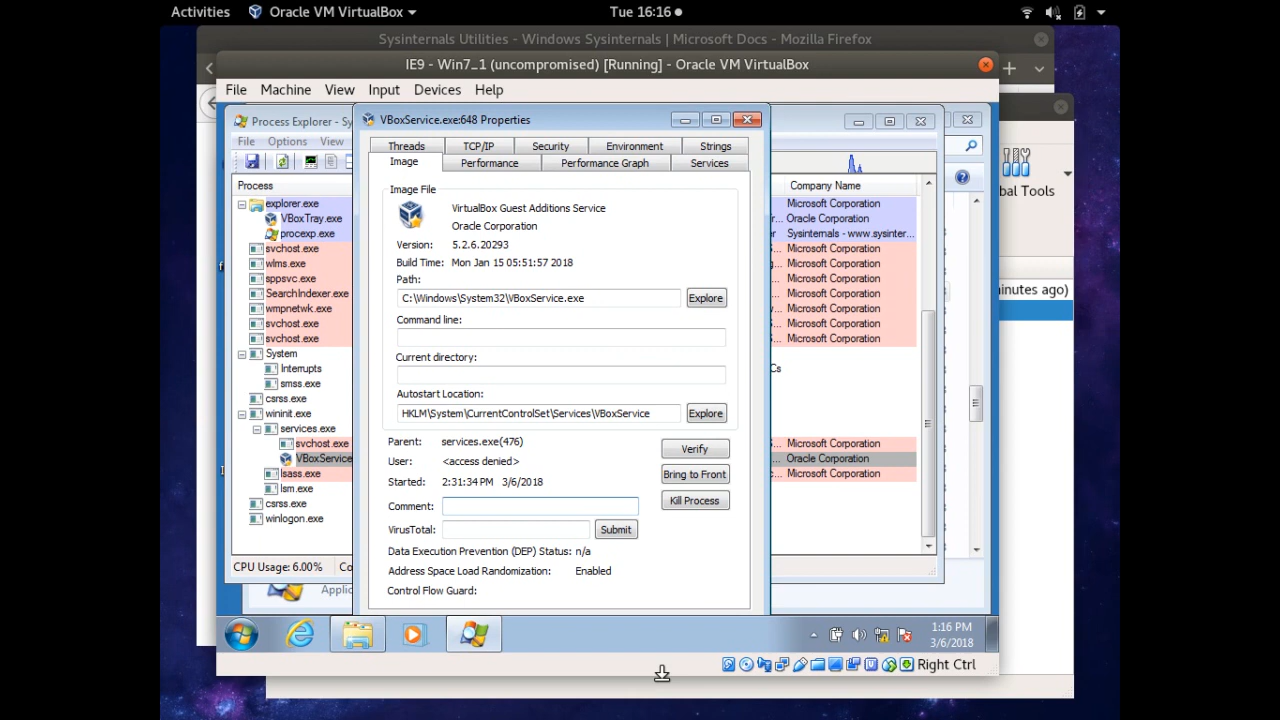 Activities Oracle VM VirtualBox Tue 16:16
Sysinternals Utilities - Windows Sysinternals | Microsoft Docs - Mozilla Firefox
IE9 - Win7_1 (uncompromised) [Running] - Oracle VM VirtualBox
File Machine View Input Devices Help
Process Explorer - Sy
VBoxService.exe:648 Properties
File Options View
Threads TCP/IP Security Environment Strings
Image Performance Performance Graph Services
Process
Company Name
bal Tools
Image File
VirtualBox Guest Additions Service
Oracle Corporation
Version: 5.2.6.20293
Build Time: Mon Jan 15 05:51:57 2018
Path:
C:\Windows\System32\VBoxService.exe Explore
Command line:
Current directory:
Autostart Location:
HKLM\System\CurrentControlSet\Services\VBoxService Explore
Parent: services.exe(476) Verify
User: <access denied>
Bring to Front
Started: 2:31:34 PM 3/6/2018
Kill Process
Comment:
VirusTotal: Submit
Data Execution Prevention (DEP) Status: n/a
Address Space Load Randomization: Enabled
Control Flow Guard:
explorer.exe
VBoxTray.exe
procexp.exe
svchost.exe
wlms.exe
sppsvc.exe
SearchIndexer.exe
wmpnetwk.exe
svchost.exe
svchost.exe
System
Interrupts
smss.exe
csrss.exe
wininit.exe
services.exe
svchost.exe
VBoxService
lsass.exe
lsm.exe
csrss.exe
winlogon.exe
CPU Usage: 6.00% Co
Applic
Microsoft Corporation
... Oracle Corporation
er Sysinternals - www.sysinter...
... Microsoft Corporation
... Microsoft Corporation
... Microsoft Corporation
... Microsoft Corporation
... Microsoft Corporation
... Microsoft Corporation
... Microsoft Corporation
Cs
... Microsoft Corporation
... Oracle Corporation
... Microsoft Corporation
inutes ago)
1:16 PM
3/6/2018
Right Ctrl